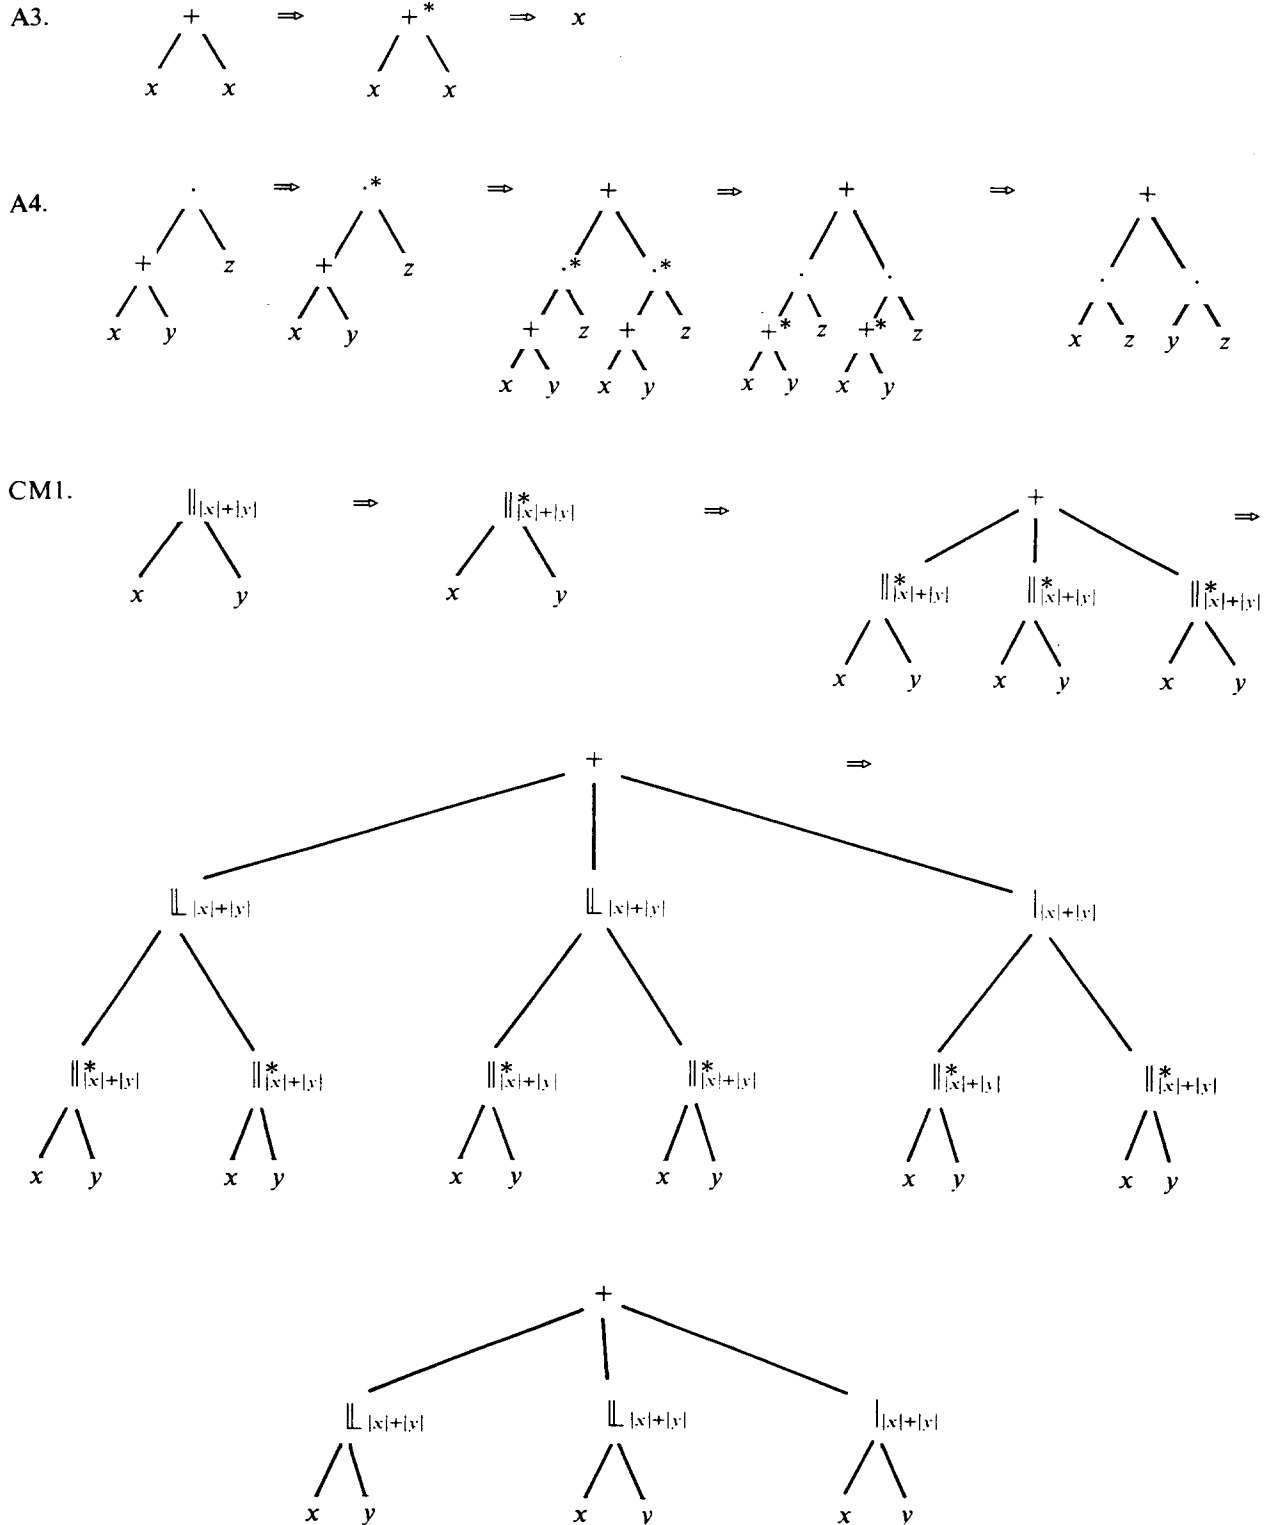 A3. + ⇒ +* ⇒ x
x x x x
A4. · ⇒ ·* ⇒ + ⇒ + ⇒ +
+ z + z ·* ·* · · · ·
x y x y + z + z +* z +* z x z y z
x y x y x y x y
CM1. ‖|x|+|y| ⇒ ‖*|x|+|y| ⇒ + ⇒
x y x y ‖*|x|+|y| ‖*|x|+|y| ‖*|x|+|y|
x y x y x y
+ ⇒
⫫|x|+|y| ⫫|x|+|y| ||x|+|y|
‖*|x|+|y| ‖*|x|+|y| ‖*|x|+|y| ‖*|x|+|y| ‖*|x|+|y| ‖*|x|+|y|
x y x y x y x y x y x y
+
⫫|x|+|y| ⫫|x|+|y| ||x|+|y|
x y x y x y